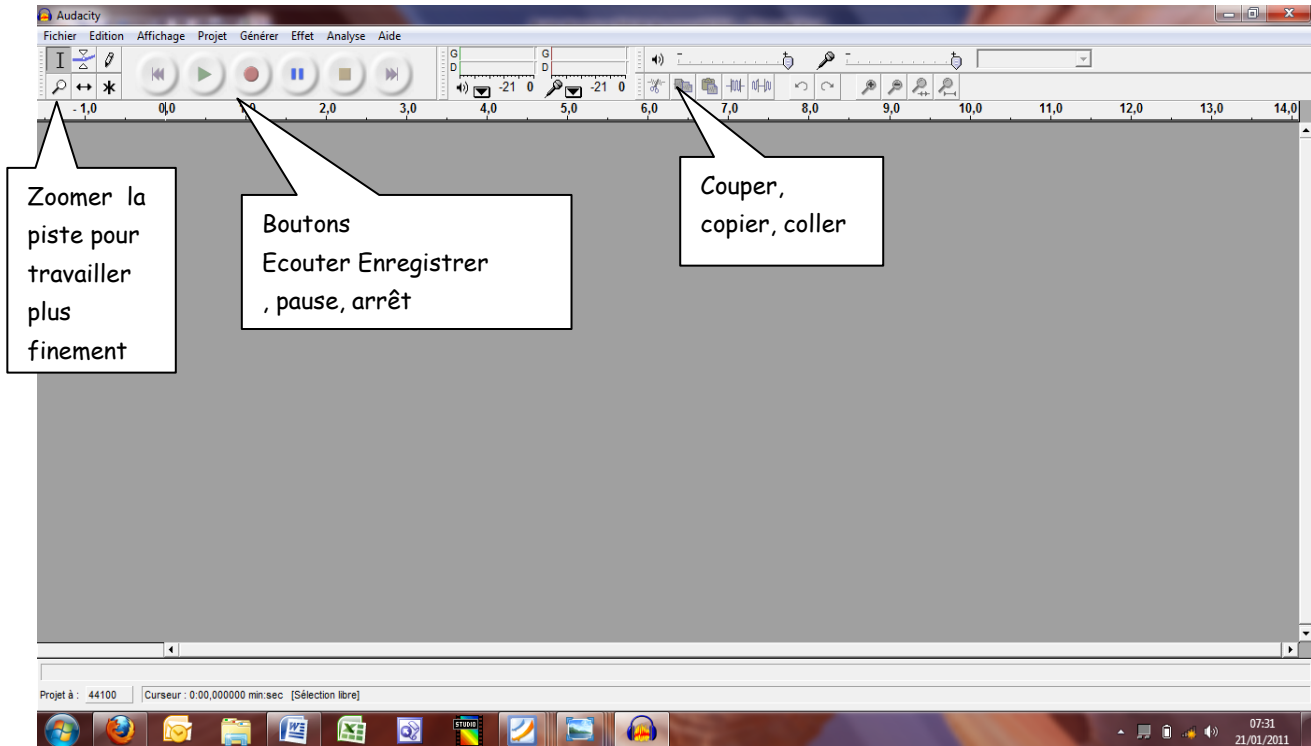 Audacity
Fichier Edition Affichage Projet Générer Effet Analyse Aide
G
D
G
D
-21 0
-21 0
- 1,0 0,0 1,0 2,0 3,0 4,0 5,0 6,0 7,0 8,0 9,0 10,0 11,0 12,0 13,0 14,0
Zoomer la
piste pour
travailler
plus
finement
Boutons
Ecouter Enregistrer
, pause, arrêt
Couper,
copier, coller
Projet à : 44100 Curseur : 0:00,000000 min:sec [Sélection libre]
STUDIO
07:31
21/01/2011